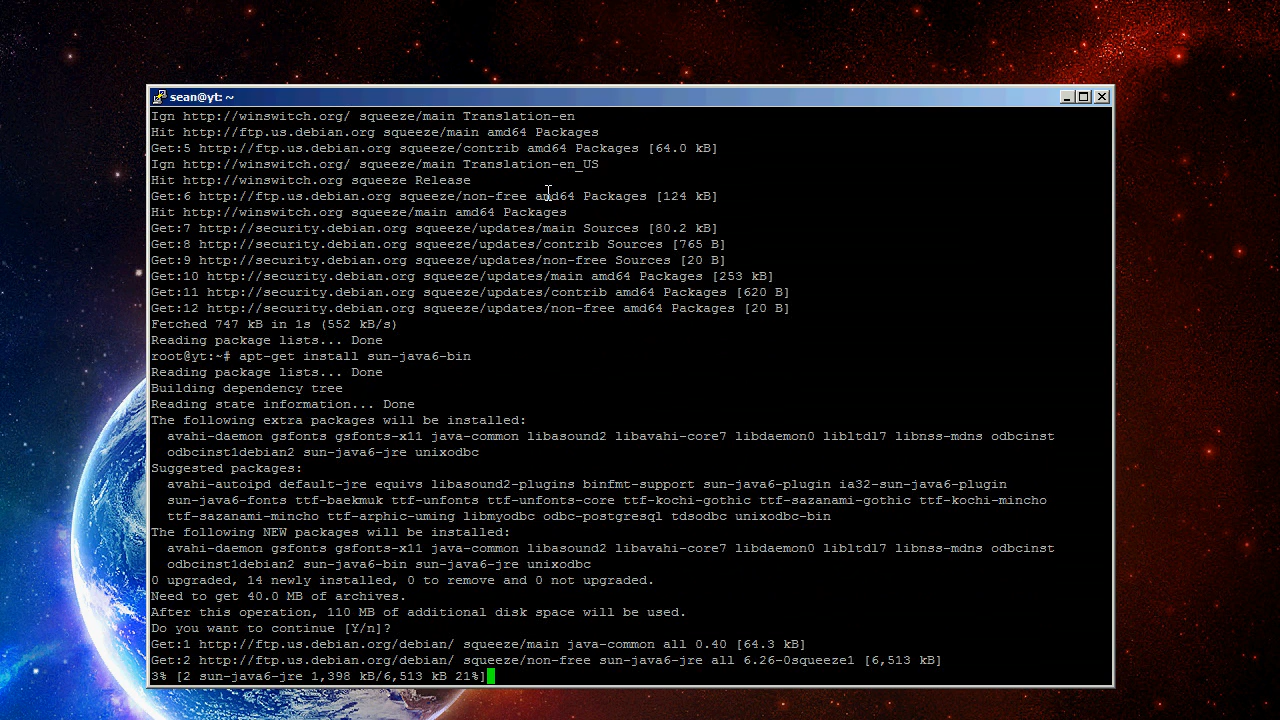 sean@yt: ~
Ign http://winswitch.org/ squeeze/main Translation-en
Hit http://ftp.us.debian.org squeeze/main amd64 Packages
Get:5 http://ftp.us.debian.org squeeze/contrib amd64 Packages [64.0 kB]
Ign http://winswitch.org/ squeeze/main Translation-en_US
Hit http://winswitch.org squeeze Release
Get:6 http://ftp.us.debian.org squeeze/non-free amd64 Packages [124 kB]
Hit http://winswitch.org squeeze/main amd64 Packages
Get:7 http://security.debian.org squeeze/updates/main Sources [80.2 kB]
Get:8 http://security.debian.org squeeze/updates/contrib Sources [765 B]
Get:9 http://security.debian.org squeeze/updates/non-free Sources [20 B]
Get:10 http://security.debian.org squeeze/updates/main amd64 Packages [253 kB]
Get:11 http://security.debian.org squeeze/updates/contrib amd64 Packages [620 B]
Get:12 http://security.debian.org squeeze/updates/non-free amd64 Packages [20 B]
Fetched 747 kB in 1s (552 kB/s)
Reading package lists... Done
root@yt:~# apt-get install sun-java6-bin
Reading package lists... Done
Building dependency tree
Reading state information... Done
The following extra packages will be installed:
avahi-daemon gsfonts gsfonts-x11 java-common libasound2 libavahi-core7 libdaemon0 libltdl7 libnss-mdns odbcinst
odbcinst1debian2 sun-java6-jre unixodbc
Suggested packages:
avahi-autoipd default-jre equivs libasound2-plugins binfmt-support sun-java6-plugin ia32-sun-java6-plugin
sun-java6-fonts ttf-baekmuk ttf-unfonts ttf-unfonts-core ttf-kochi-gothic ttf-sazanami-gothic ttf-kochi-mincho
ttf-sazanami-mincho ttf-arphic-uming libmyodbc odbc-postgresql tdsodbc unixodbc-bin
The following NEW packages will be installed:
avahi-daemon gsfonts gsfonts-x11 java-common libasound2 libavahi-core7 libdaemon0 libltdl7 libnss-mdns odbcinst
odbcinst1debian2 sun-java6-bin sun-java6-jre unixodbc
0 upgraded, 14 newly installed, 0 to remove and 0 not upgraded.
Need to get 40.0 MB of archives.
After this operation, 110 MB of additional disk space will be used.
Do you want to continue [Y/n]?
Get:1 http://ftp.us.debian.org/debian/ squeeze/main java-common all 0.40 [64.3 kB]
Get:2 http://ftp.us.debian.org/debian/ squeeze/non-free sun-java6-jre all 6.26-0squeeze1 [6,513 kB]
3% [2 sun-java6-jre 1,398 kB/6,513 kB 21%]